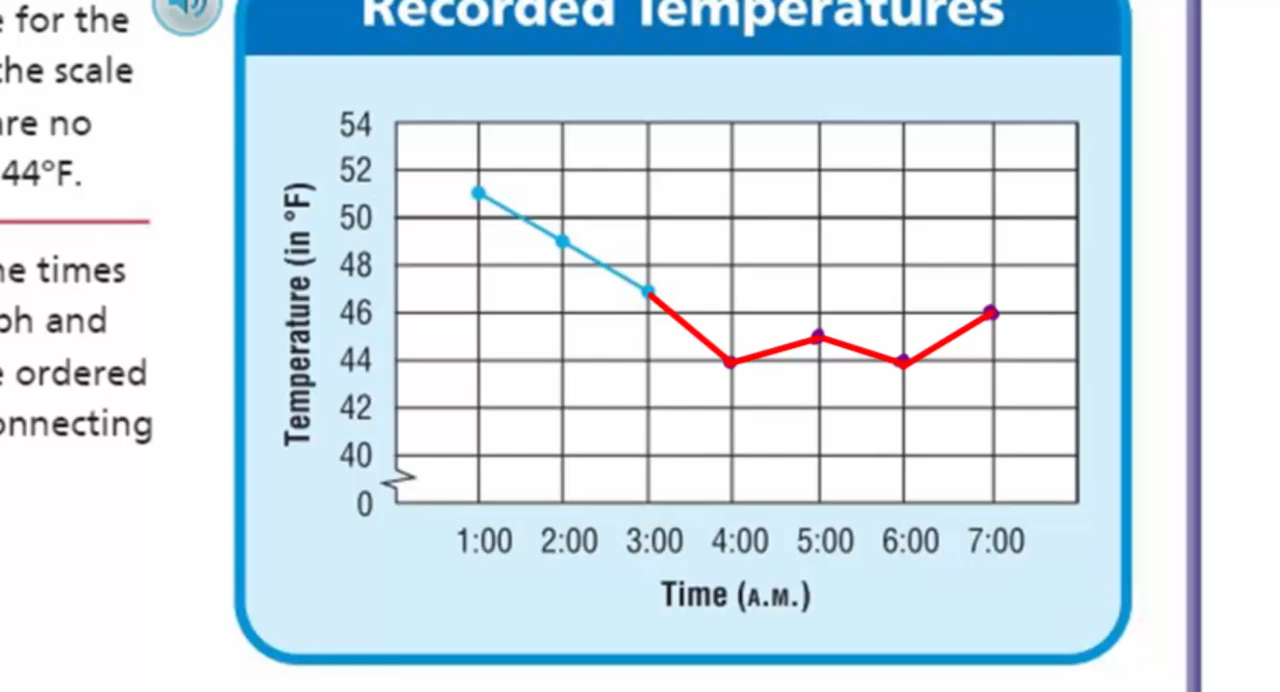 for the
the scale
are no
44°F.
times
and
ordered
connecting
Recorded Temperatures
Temperature (in °F)
54
52
50
48
46
44
42
40
0
1:00 2:00 3:00 4:00 5:00 6:00 7:00
Time (A.M.)